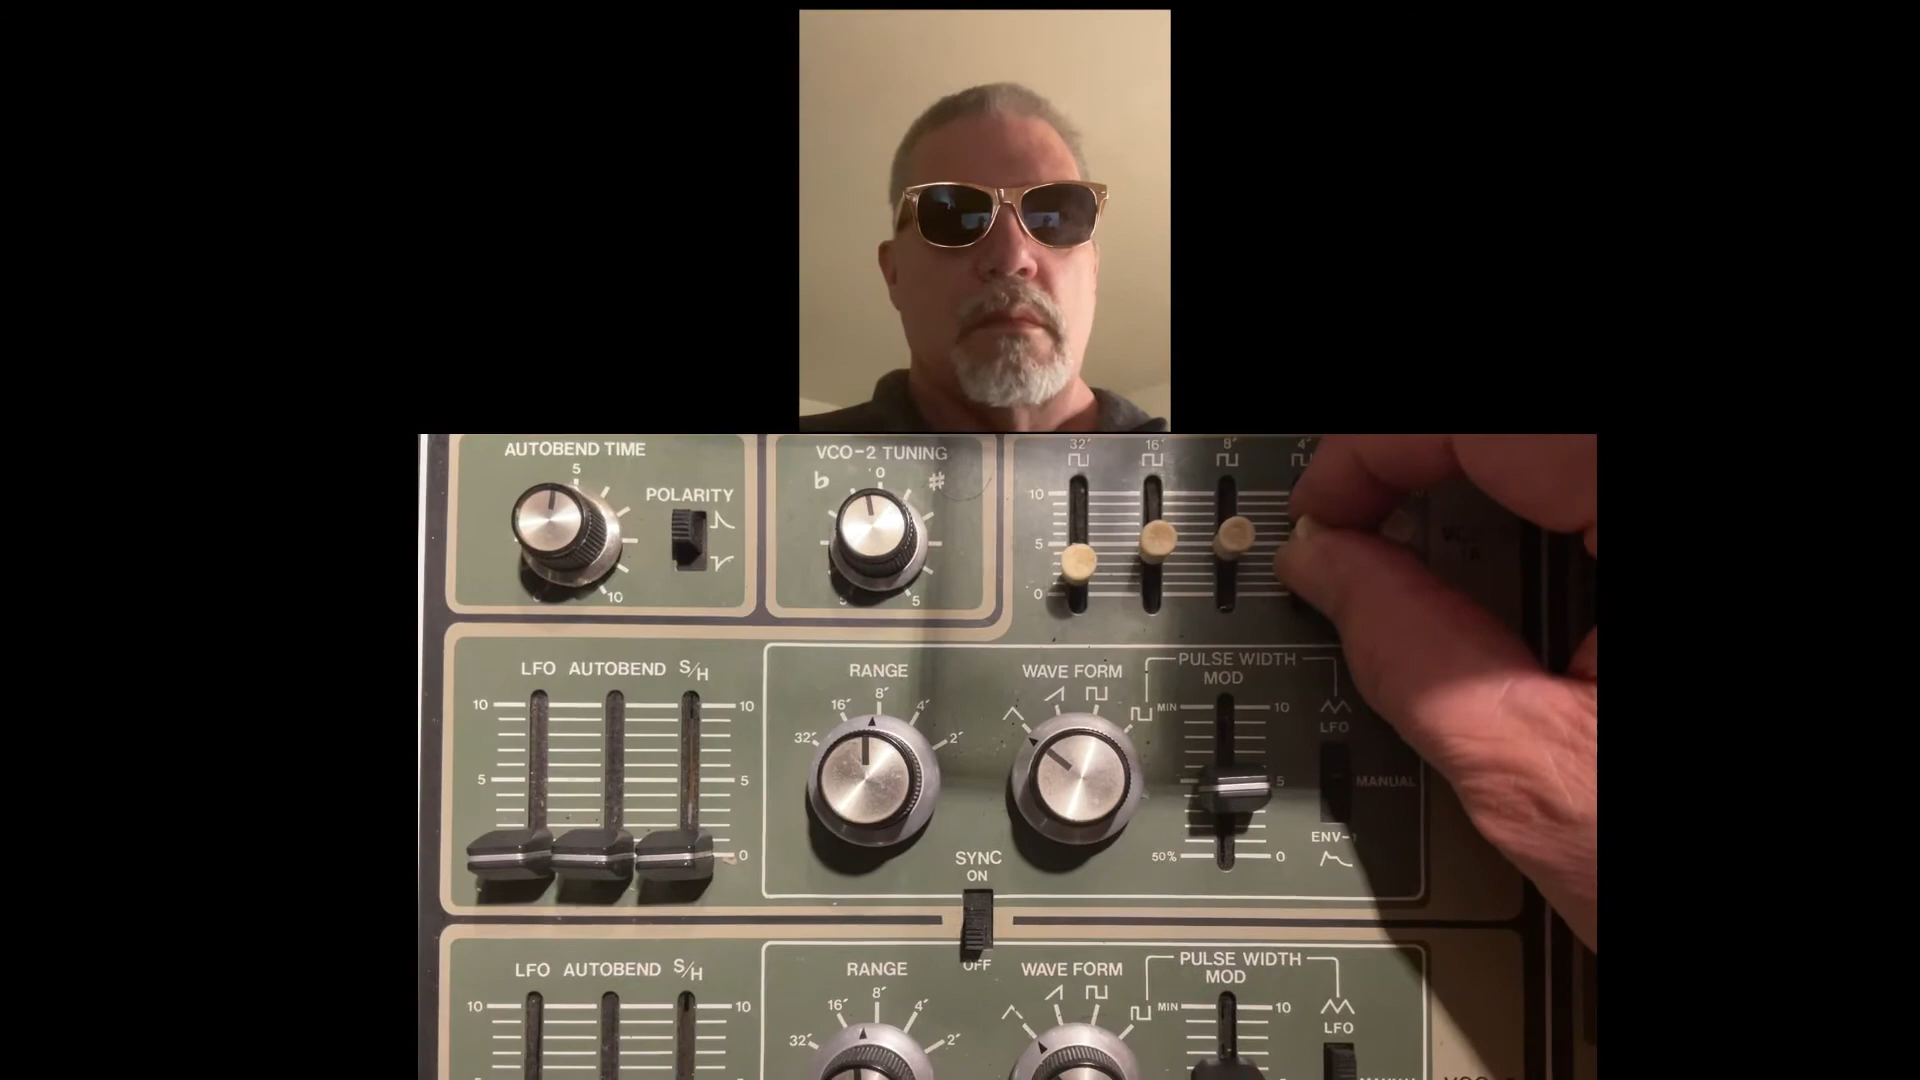 AUTOBEND TIME
5
10
POLARITY
VCO-2 TUNING
♭ 0 ♯
5 5
32′ 16′ 8′ 4′
10
5
0
LFO AUTOBEND S/H
10 10
5 5
0
RANGE
32′ 16′ 8′ 4′ 2′
WAVE FORM
PULSE WIDTH
MOD
MIN 10
5
50% 0
LFO
MANUAL
ENV-1
SYNC
ON
OFF
LFO AUTOBEND S/H
10 10
RANGE
32′ 16′ 8′ 4′ 2′
WAVE FORM
PULSE WIDTH
MOD
MIN 10
LFO